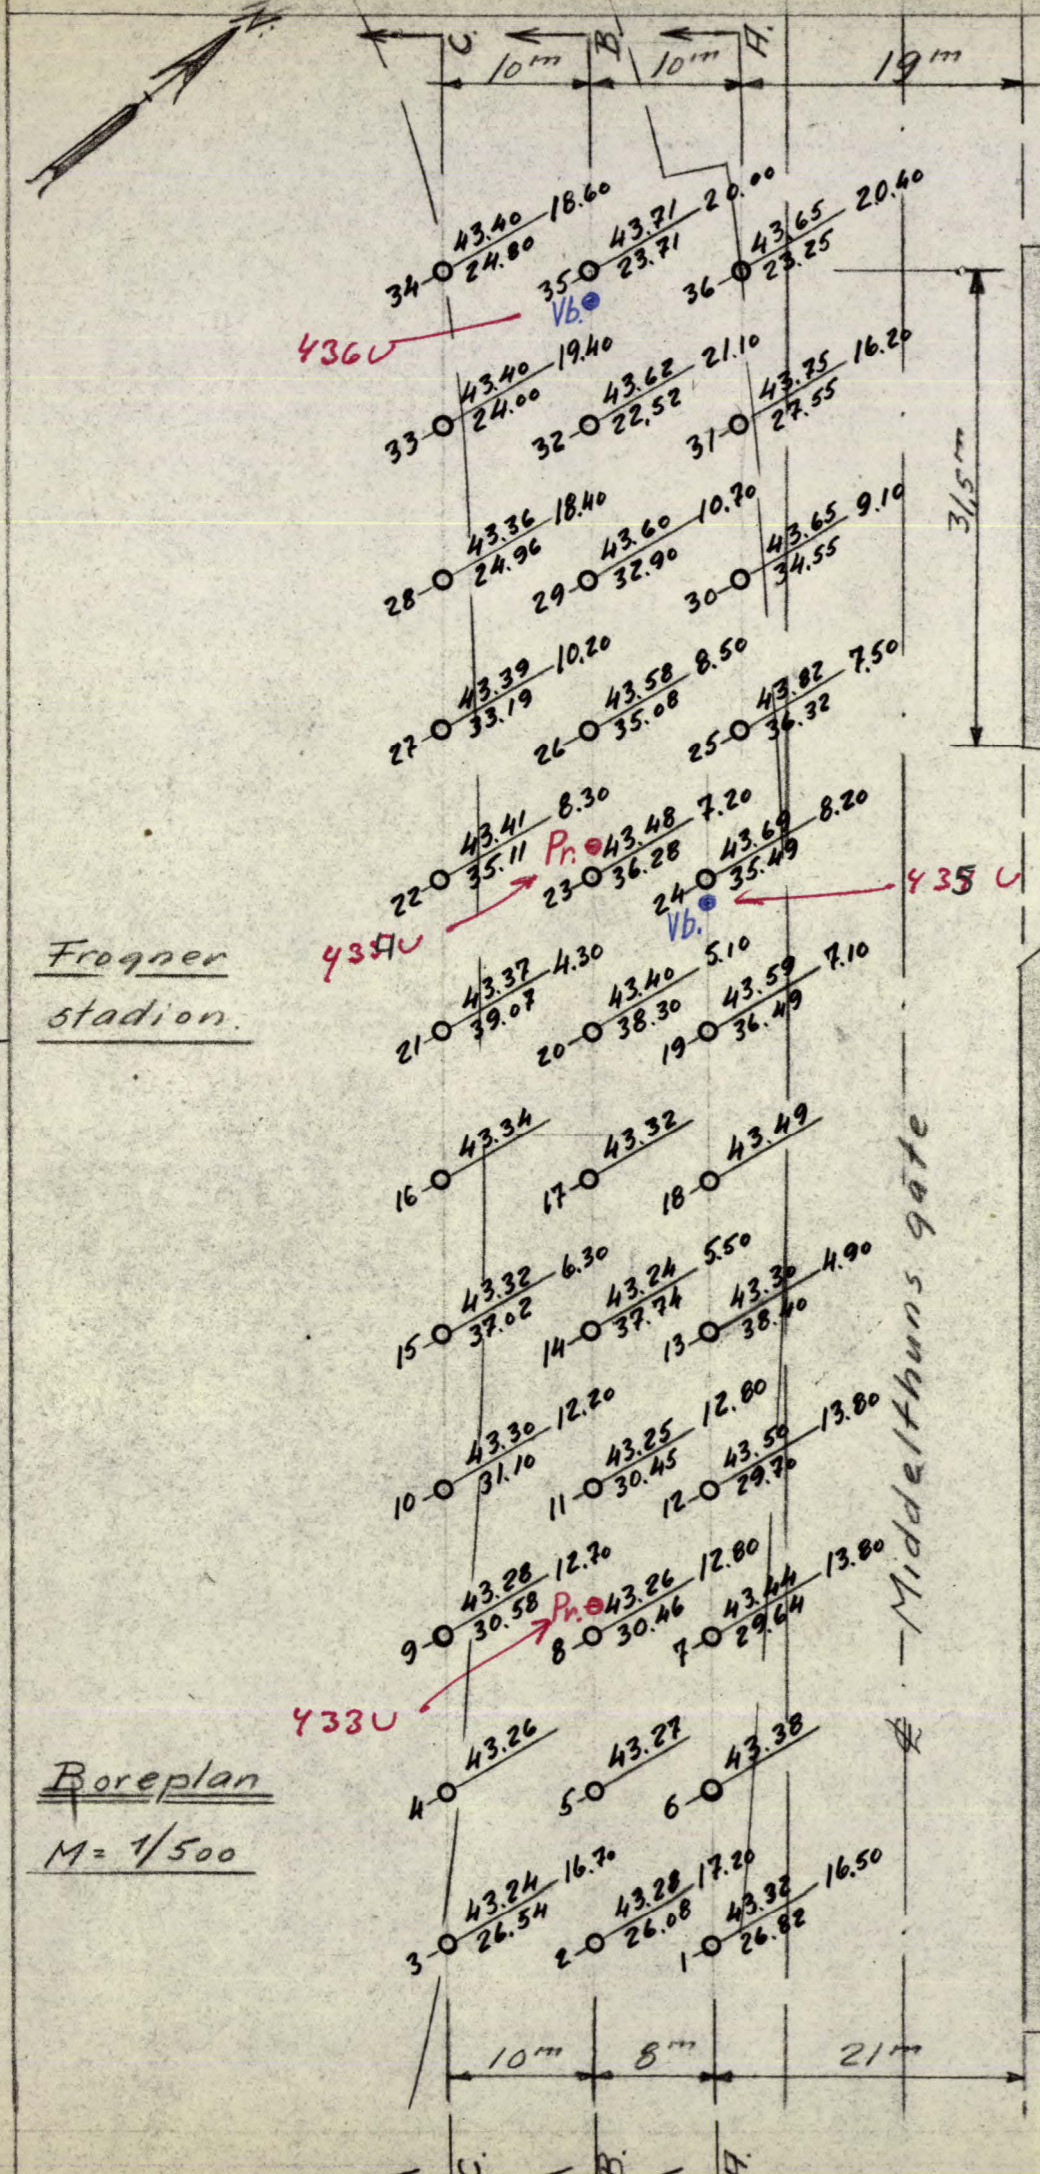 N.
C. B. A.
10m 10m 19m
43.40 18.60 43.71 20.00 43.65 20.40
34 24.80 35 23.71 36 23.25
Vb.
436U
31,5m
43.40 19.40 43.62 21.10 43.75 16.20
33 24.00 32 22,52 31 27.55
43.36 18.40 43.60 10.70 43.65 9.10
28 24.96 29 32.90 30 34.55
43.39 10.20 43.58 8.50 43.82 7.50
27 33.19 26 35.08 25 36.32
43.41 8.30 Pr. 43.48 7.20 43.69 8.20
22 35.11 23 36.28 24 35.49
Vb.
435U
Frogner
stadion.
43.37 4.30 43.40 5.10 43.59 7.10
21 39.07 20 38.30 19 36.49
43.34 43.32 43.49
16 17 18
Middelthuns gate
43.32 6.30 43.24 5.50 43.30 4.90
15 37.02 14 37.74 13 38.40
43.30 12.20 43.25 12.80 43.50 13.80
10 31.10 11 30.45 12 29.70
43.28 12.70 Pr. 43.26 12.80 43.44 13.80
9 30.58 8 30.46 7 29.64
433U
43.26 43.27 43.38
4 5 6
Boreplan
M= 1/500
43.24 16.70 43.28 17.20 43.32 16.50
3 26.54 2 26.08 1 26.82
10m 8m 21m
C. B. A.